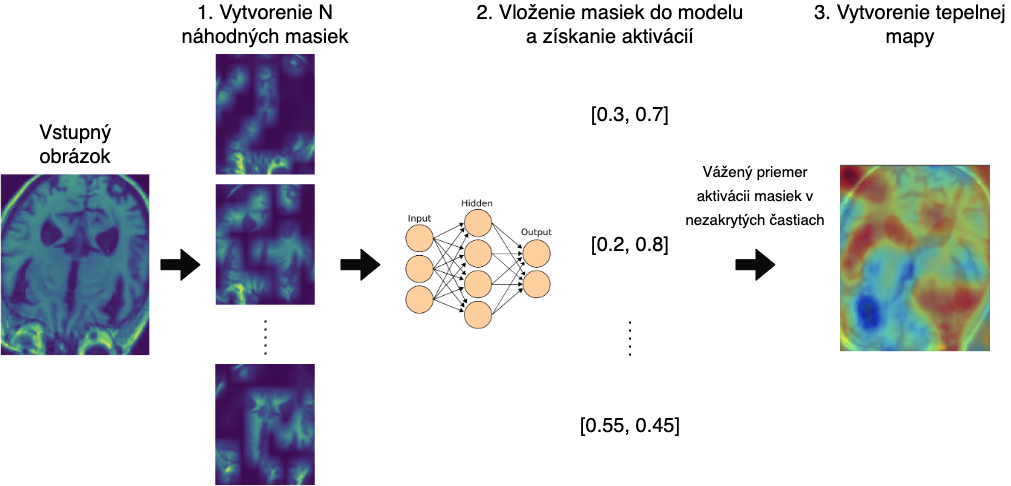 1. Vytvorenie N
náhodných masiek
2. Vloženie masiek do modelu
a získanie aktivácií
3. Vytvorenie tepelnej
mapy
Vstupný
obrázok
[0.3, 0.7]
Input
Hidden
Output
[0.2, 0.8]
[0.55, 0.45]
Vážený priemer
aktivácii masiek v
nezakrytých častiach